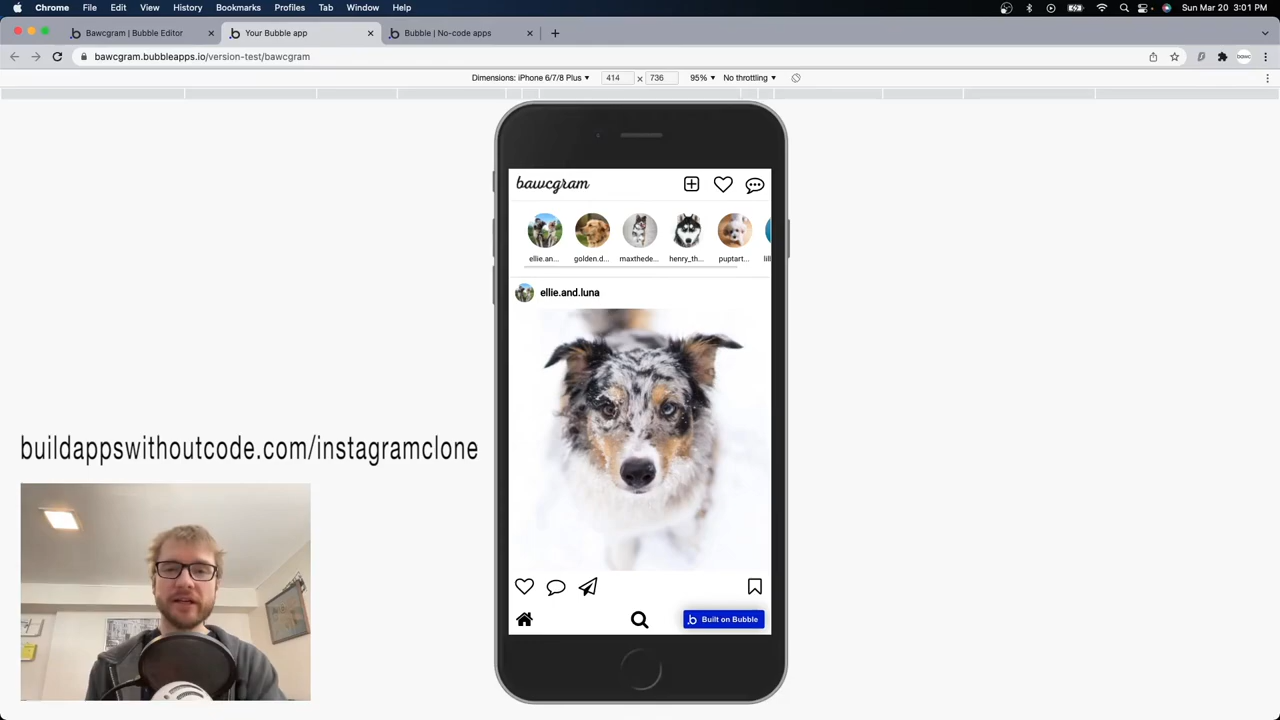 Chrome File Edit View History Bookmarks Profiles Tab Window Help Sun Mar 20 3:01 PM
Bawcgram | Bubble Editor Your Bubble app Bubble | No-code apps
bawcgram.bubbleapps.io/version-test/bawcgram
Dimensions: iPhone 6/7/8 Plus 414 x 736 95% No throttling
bawcgram
ellie.an... golden.d... maxthede... henry_th... puptart...
ellie.and.luna
buildappswithoutcode.com/instagramclone
Built on Bubble